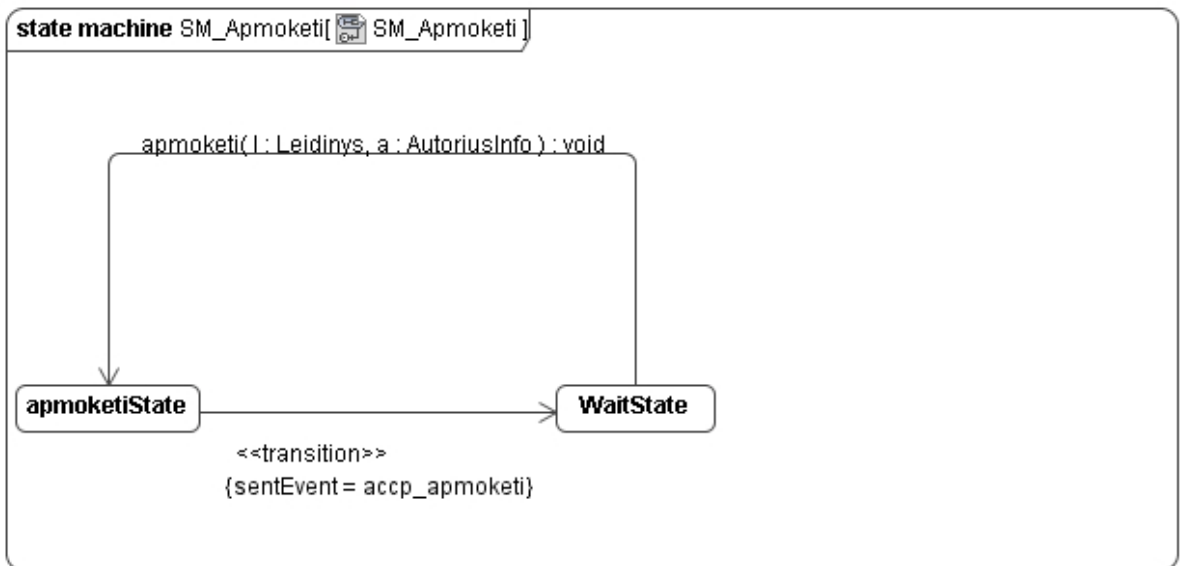 state machine SM_Apmoketi[ SM_Apmoketi ]
apmoketi( l : Leidinys, a : AutoriusInfo ) : void
apmoketiState
WaitState
<<transition>>
{sentEvent = accp_apmoketi}